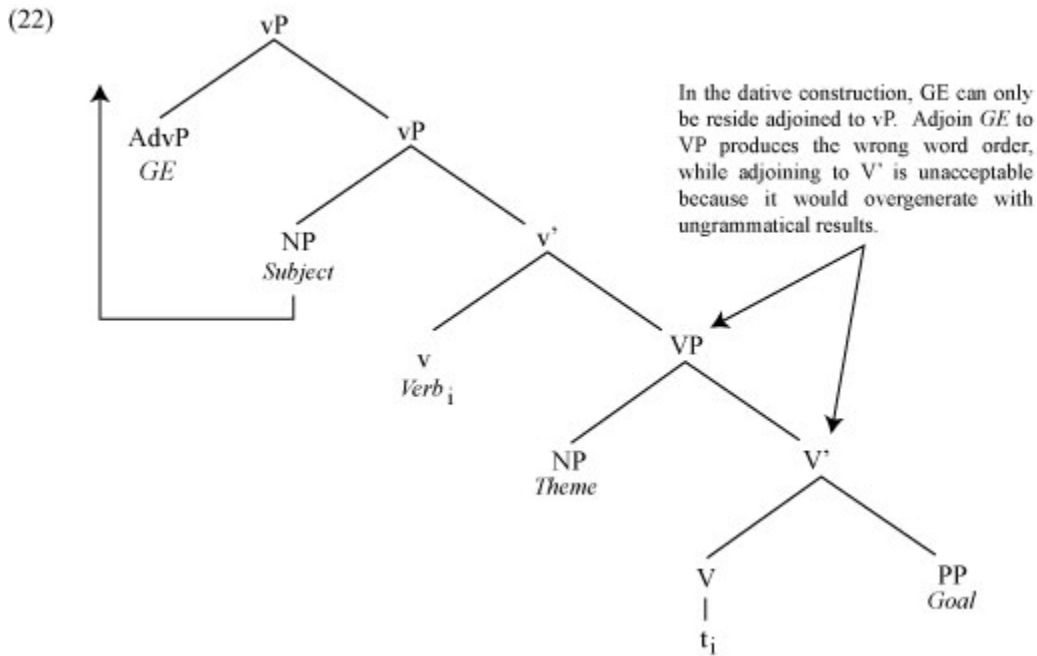 (22)
vP
AdvP
GE
vP
In the dative construction, GE can only
be reside adjoined to vP. Adjoin GE to
VP produces the wrong word order,
while adjoining to V’ is unacceptable
because it would overgenerate with
ungrammatical results.
NP
Subject
v’
v
Verb i
VP
NP
Theme
V’
V
PP
Goal
t i